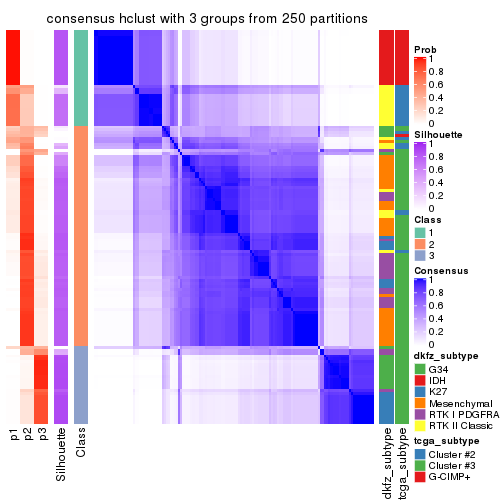 consensus hclust with 3 groups from 250 partitions
Prob
1
0.8
0.6
0.4
0.2
0
Silhouette
1
0.8
0.6
0.4
0.2
0
Class
1
2
3
Consensus
1
0.8
0.6
0.4
0.2
0
dkfz_subtype
G34
IDH
K27
Mesenchymal
RTK I PDGFRA
RTK II Classic
tcga_subtype
Cluster #2
Cluster #3
G-CIMP+
p1
p2
p3
Silhouette
Class
dkfz_subtype
tcga_subtype